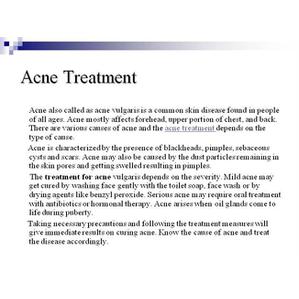 Acne Treatment
Acne also called as acne vulgaris is a common skin disease found in people
of all ages. Acne mostly affects forehead, upper portion of chest, and back.
There are various causes of acne and the acne treatment depends on the
type of cause.
Acne is characterized by the presence of blackheads, pimples, sebaceous
cysts and scars. Acne may also be caused by the dust particles remaining in
the skin pores and getting swelled resulting in pimples.
The treatment for acne vulgaris depends on the severity. Mild acne may
get cured by washing face gently with the toilet soap, face wash or by
drying agents like benzyl peroxide. Serious acne may require oral treatment
with antibiotics or hormonal therapy. Acne arises when oil glands come to
life during puberty.
Taking necessary precautions and following the treatment measures will
give immediate results on curing acne. Know the cause of acne and treat
the disease accordingly.